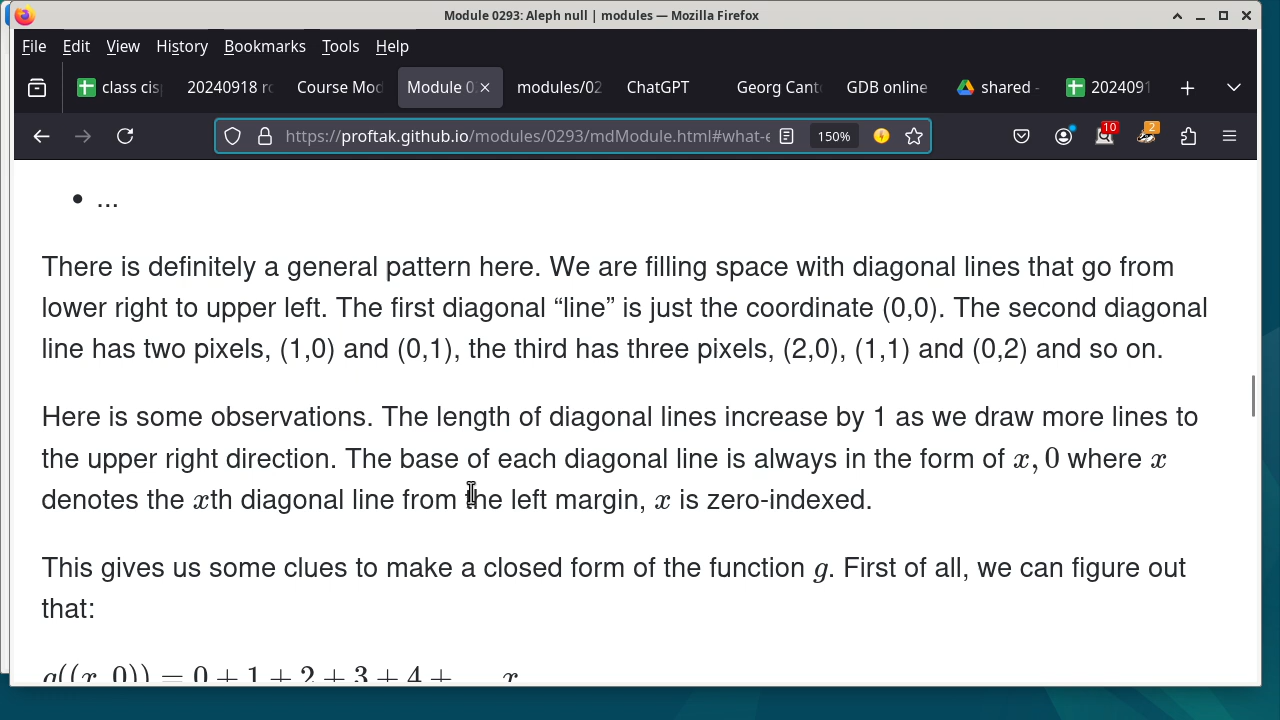 Module 0293: Aleph null | modules — Mozilla Firefox
File Edit View History Bookmarks Tools Help
class cis 20240918 r Course Mod Module 0 modules/02 ChatGPT Georg Cant GDB online shared - 2024091
https://proftak.github.io/modules/0293/mdModule.html#what-e 150% 10 2
• ...
There is definitely a general pattern here. We are filling space with diagonal lines that go from
lower right to upper left. The first diagonal “line” is just the coordinate (0,0). The second diagonal
line has two pixels, (1,0) and (0,1), the third has three pixels, (2,0), (1,1) and (0,2) and so on.
Here is some observations. The length of diagonal lines increase by 1 as we draw more lines to
the upper right direction. The base of each diagonal line is always in the form of x, 0 where x
denotes the xth diagonal line from the left margin, x is zero-indexed.
This gives us some clues to make a closed form of the function g. First of all, we can figure out
that:
g((x, 0)) = 0 + 1 + 2 + 3 + 4 + ... x